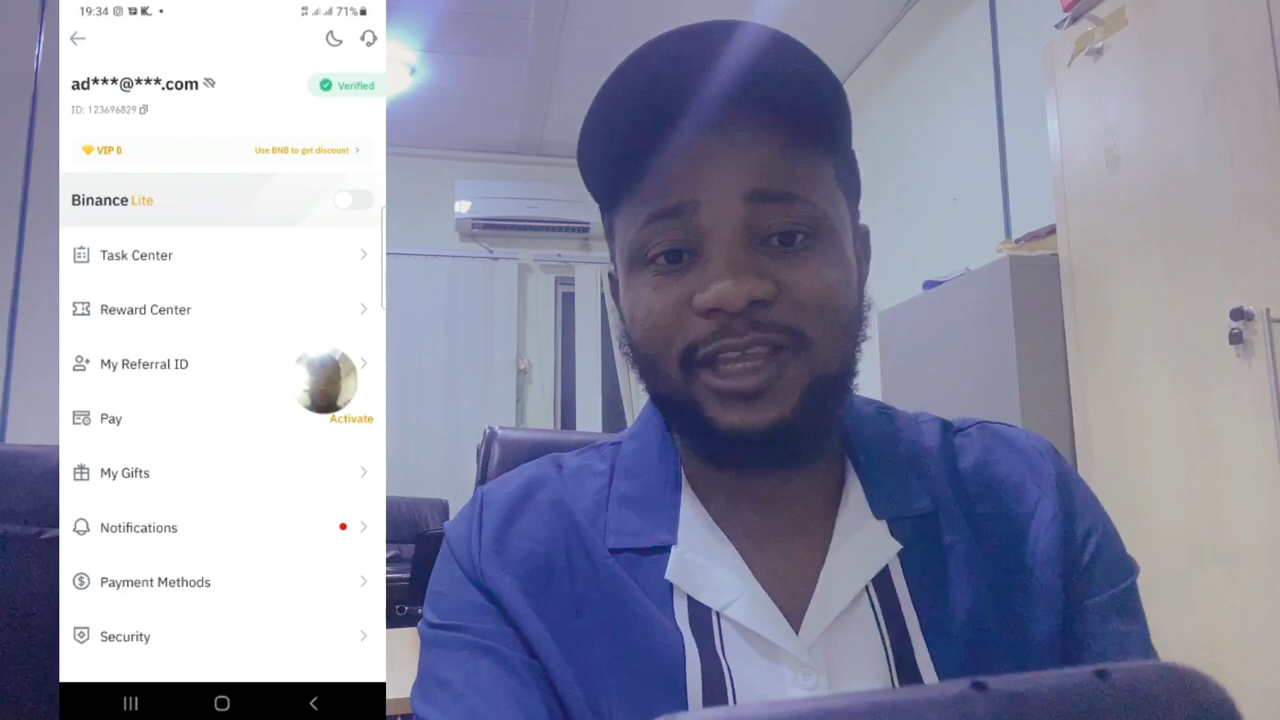 19:34 71%
ad***@***.com Verified
ID: 123696829
VIP 0 Use BNB to get discount
Binance Lite
Task Center
Reward Center
My Referral ID
Pay Activate
My Gifts
Notifications
Payment Methods
Security